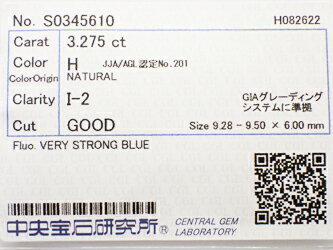 No. S0345610 H082622
Carat 3.275 ct
Color H JJA/AGL認定No.201
ColorOrigin NATURAL
Clarity I-2 GIAグレーディング
システムに準拠
Cut GOOD Size 9.28 - 9.50 × 6.00 mm
Fluo. VERY STRONG BLUE
中央宝石研究所® CENTRAL GEM
LABORATORY